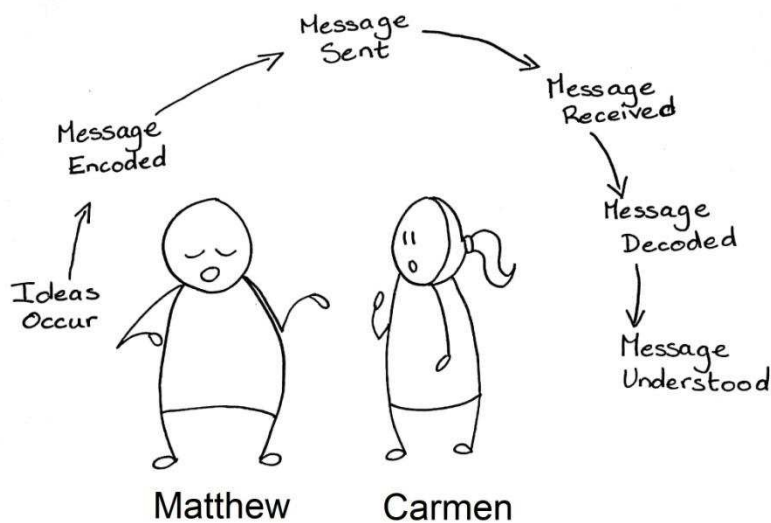 Ideas
Occur
Message
Encoded
Message
Sent
Message
Received
Message
Decoded
Message
Understood
Matthew
Carmen